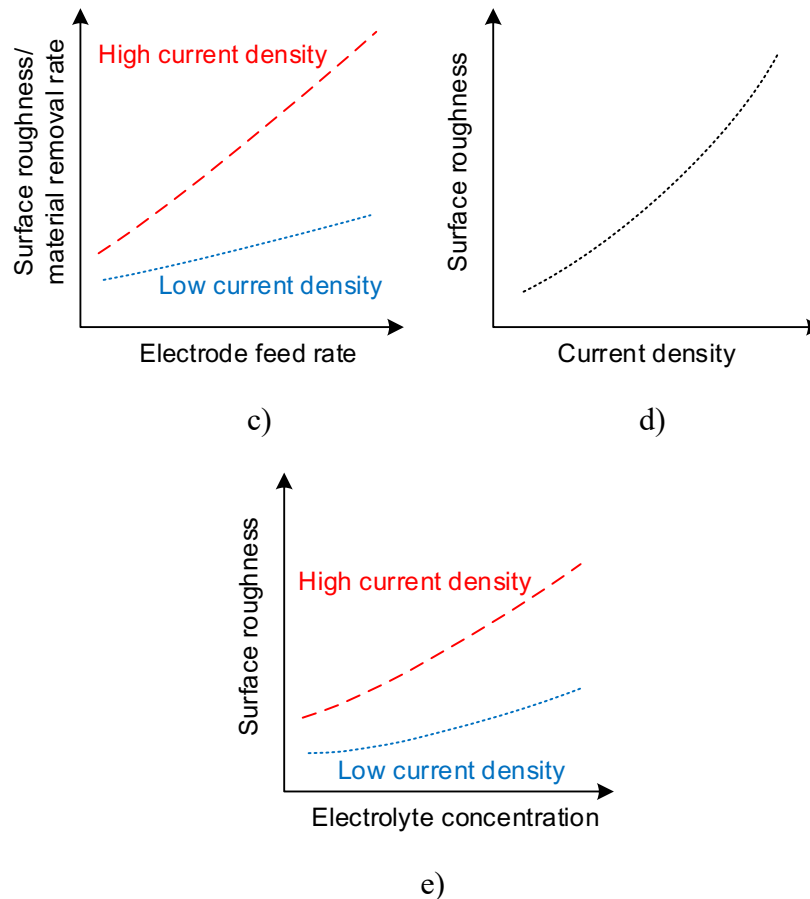 Surface roughness/
material removal rate
High current density
Low current density
Electrode feed rate
c)
Surface roughness
Current density
d)
Surface roughness
High current density
Low current density
Electrolyte concentration
e)